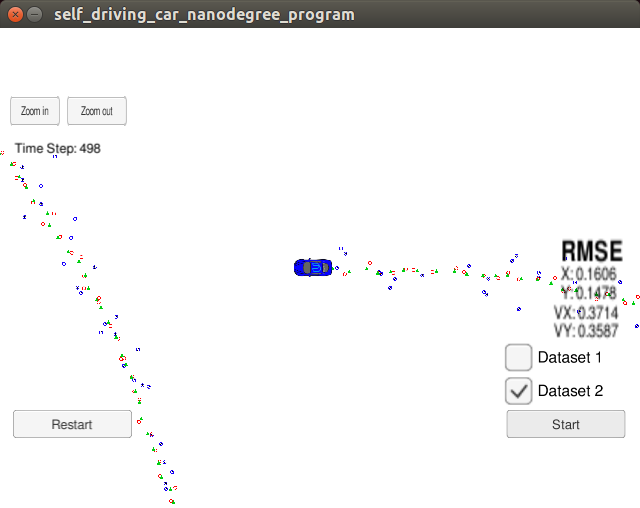 self_driving_car_nanodegree_program
Zoom in
Zoom out
Time Step: 498
RMSE
X: 0.1606
Y: 0.1478
VX: 0.3714
VY: 0.3587
Dataset 1
Dataset 2
Restart
Start